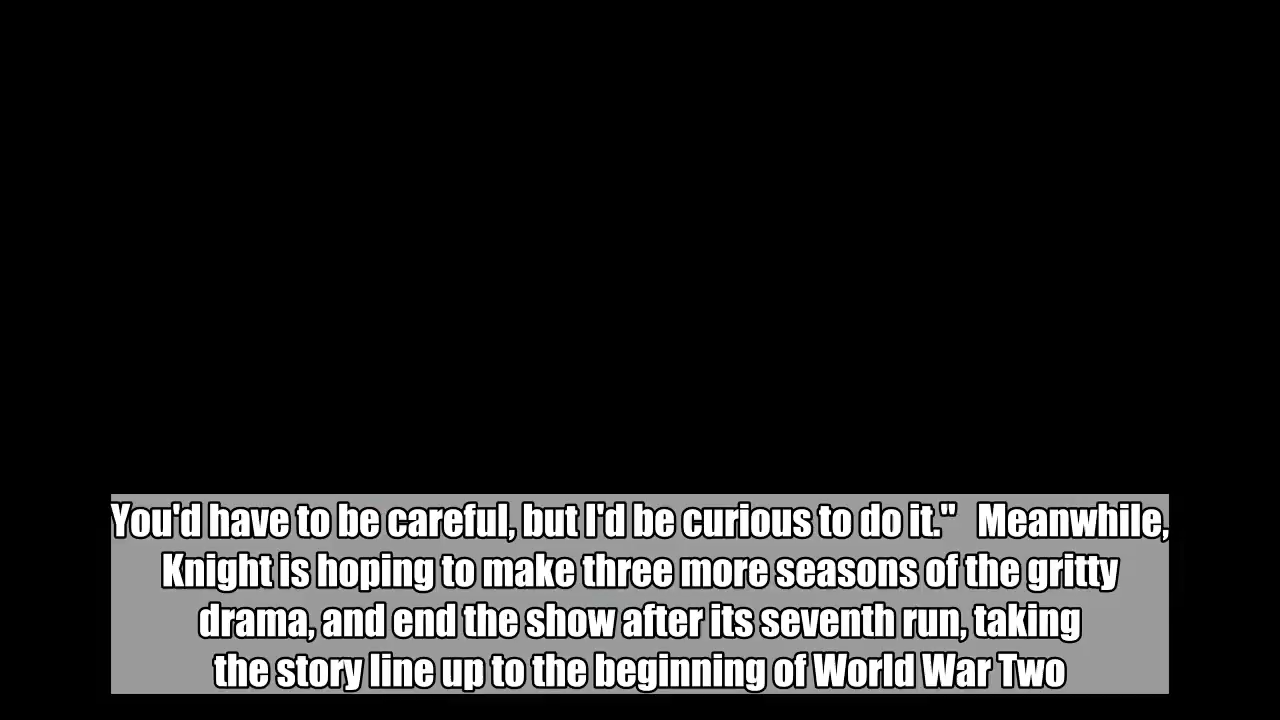 You'd have to be careful, but I'd be curious to do it."   Meanwhile,
Knight is hoping to make three more seasons of the gritty
drama, and end the show after its seventh run, taking
the story line up to the beginning of World War Two